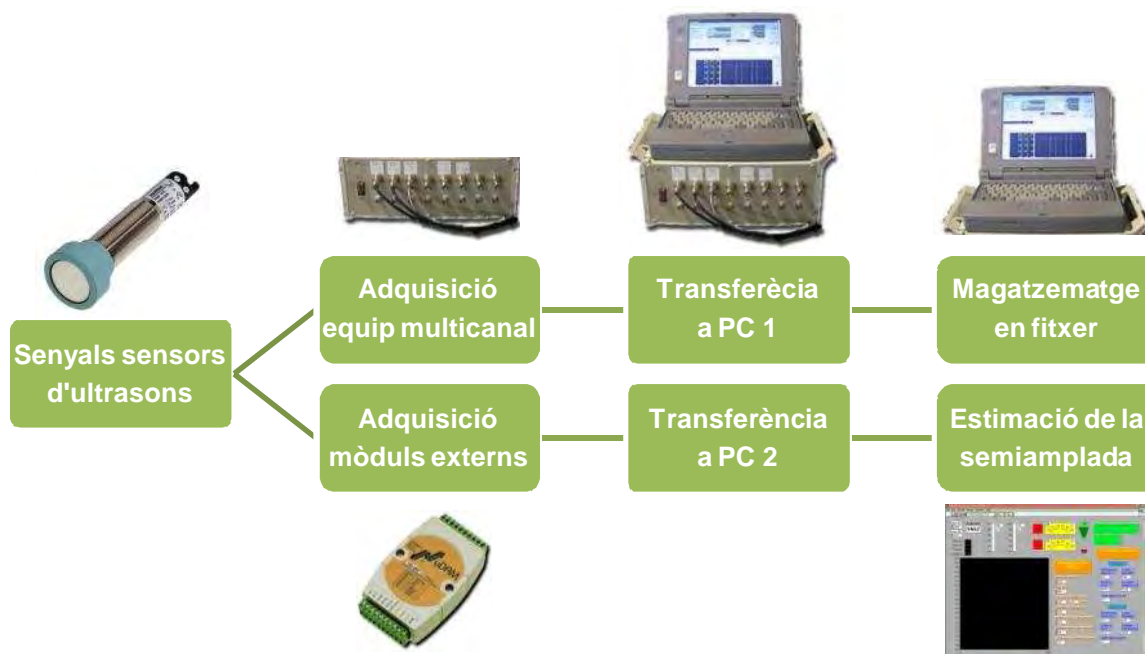 Senyals sensors
d'ultrasons
Adquisició
equip multicanal
Transferècia
a PC 1
Magatzematge
en fitxer
Adquisició
mòduls externs
Transferència
a PC 2
Estimació de la
semiamplada